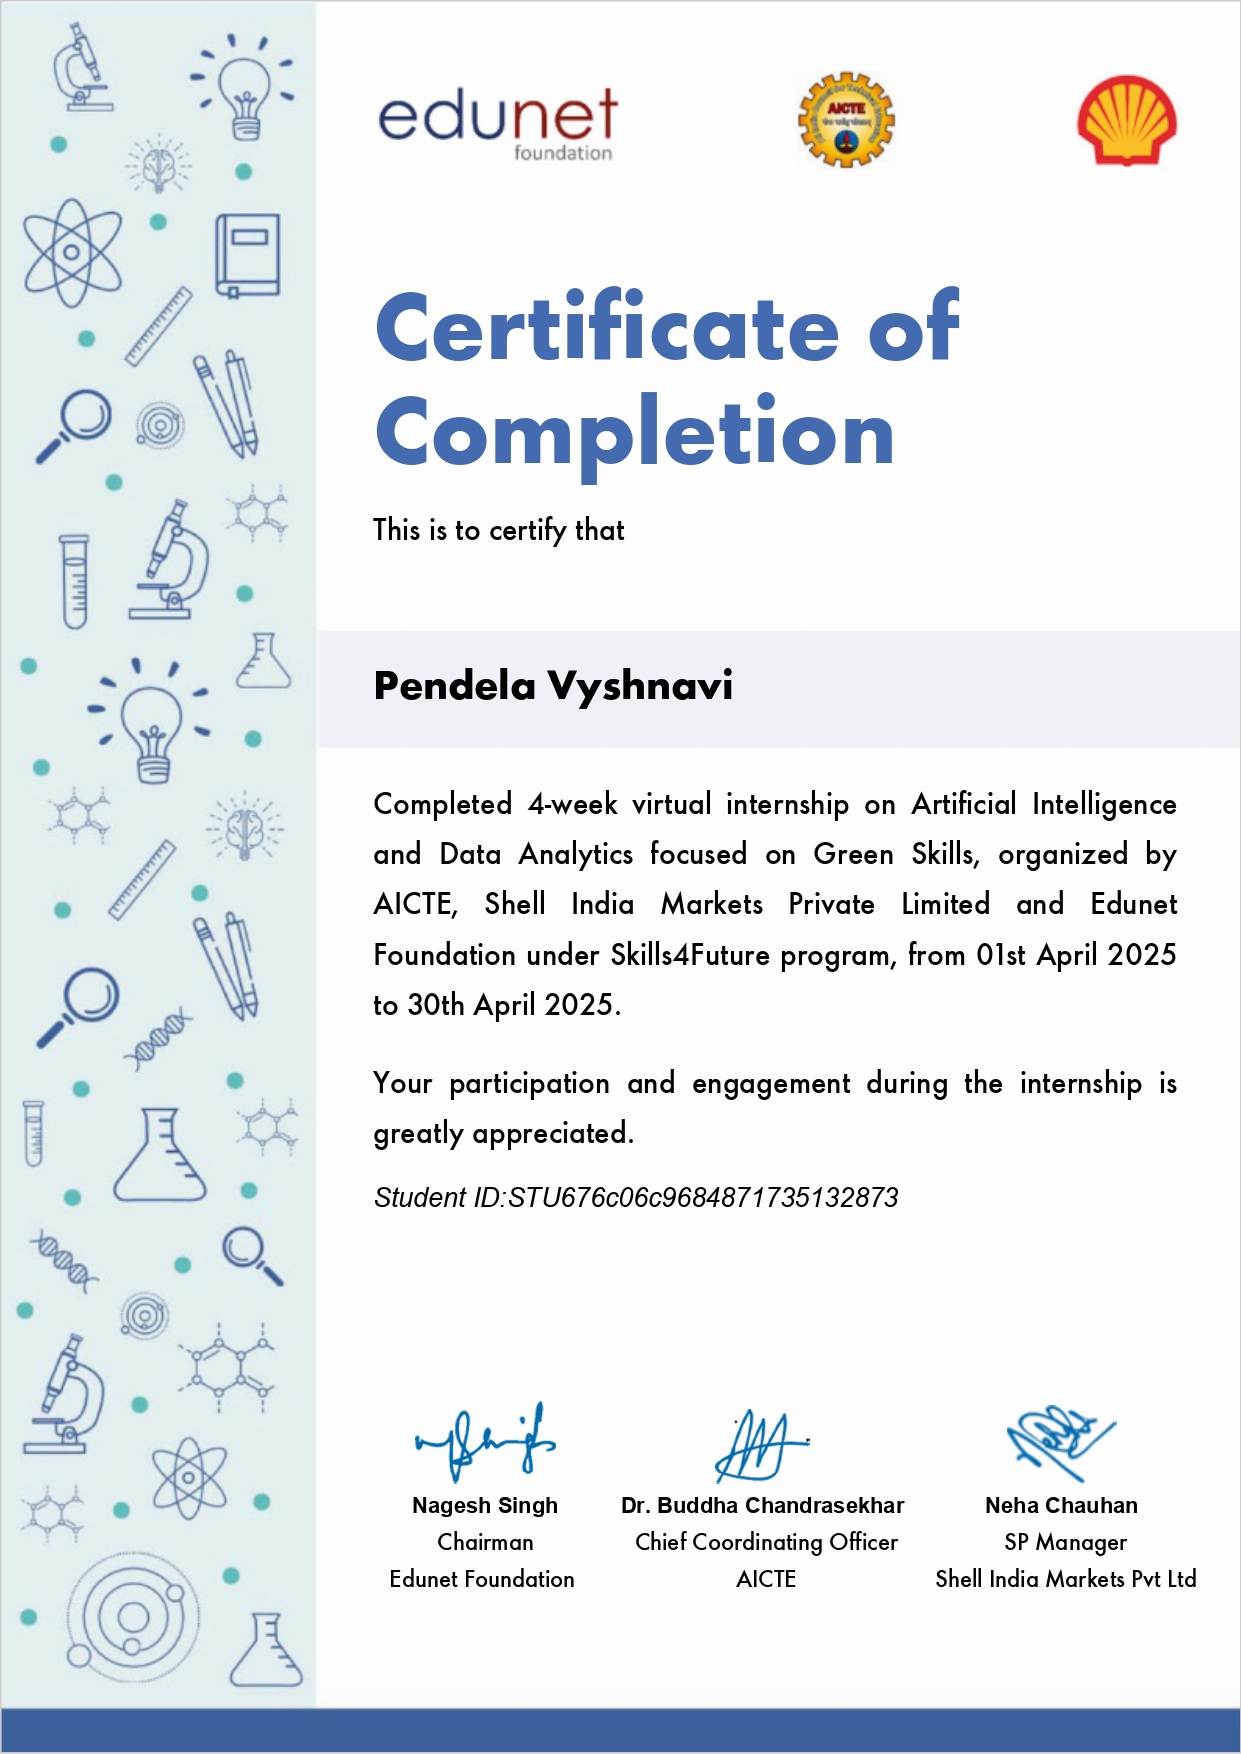 edunet
foundation
AICTE
Certificate of
Completion
This is to certify that
Pendela Vyshnavi
Completed 4-week virtual internship on Artificial Intelligence
and Data Analytics focused on Green Skills, organized by
AICTE, Shell India Markets Private Limited and Edunet
Foundation under Skills4Future program, from 01st April 2025
to 30th April 2025.
Your participation and engagement during the internship is
greatly appreciated.
Student ID:STU676c06c9684871735132873
Nagesh Singh
Dr. Buddha Chandrasekhar
Neha Chauhan
Chairman
Chief Coordinating Officer
SP Manager
Edunet Foundation
AICTE
Shell India Markets Pvt Ltd